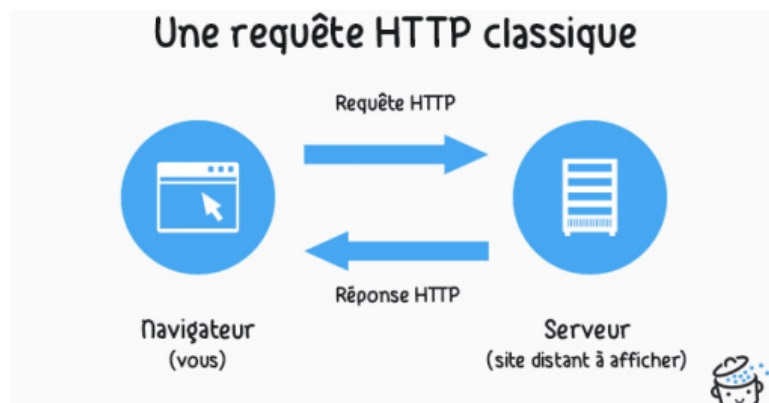 Une requête HTTP classique
Requête HTTP
Réponse HTTP
Navigateur
(vous)
Serveur
(site distant à afficher)